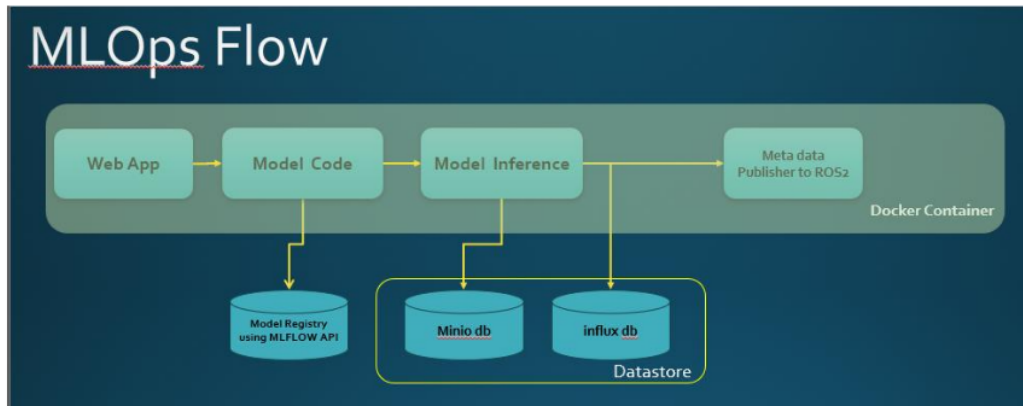 MLOps Flow
Web App
Model Code
Model Inference
Meta data
Publisher to ROS2
Docker Container
Model Registry
using MLFLOW API
Minio db
influx db
Datastore